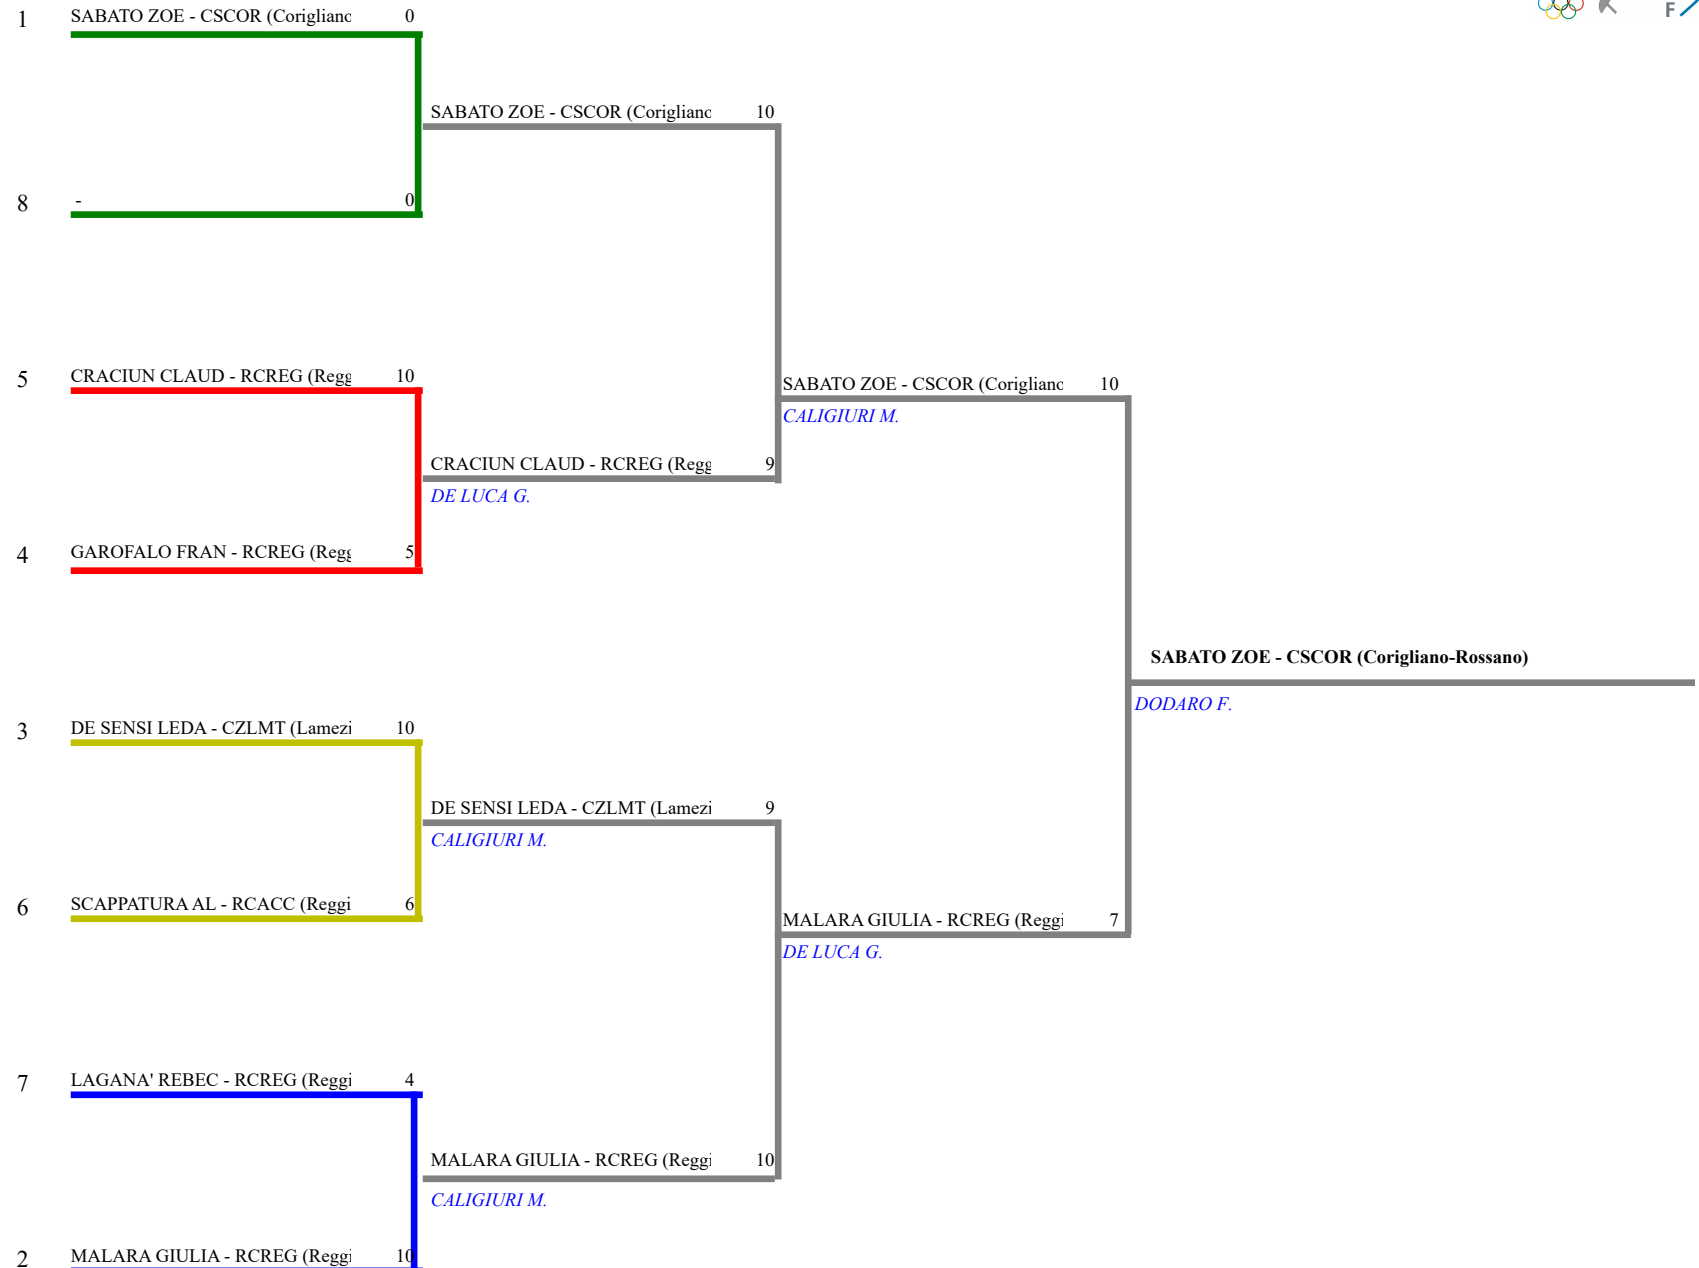 1 SABATO ZOE - CSCOR (Corigliano 0
F
SABATO ZOE - CSCOR (Corigliano 10
8 - 0
5 CRACIUN CLAUD - RCREG (Regg 10
SABATO ZOE - CSCOR (Corigliano 10
CALIGIURI M.
CRACIUN CLAUD - RCREG (Regg 9
DE LUCA G.
4 GAROFALO FRAN - RCREG (Regg 5
SABATO ZOE - CSCOR (Corigliano-Rossano)
DODARO F.
3 DE SENSI LEDA - CZLMT (Lamezi 10
DE SENSI LEDA - CZLMT (Lamezi 9
CALIGIURI M.
6 SCAPPATURA AL - RCACC (Reggi 6
MALARA GIULIA - RCREG (Reggi 7
DE LUCA G.
7 LAGANA' REBEC - RCREG (Reggi 4
MALARA GIULIA - RCREG (Reggi 10
CALIGIURI M.
2 MALARA GIULIA - RCREG (Reggi 10